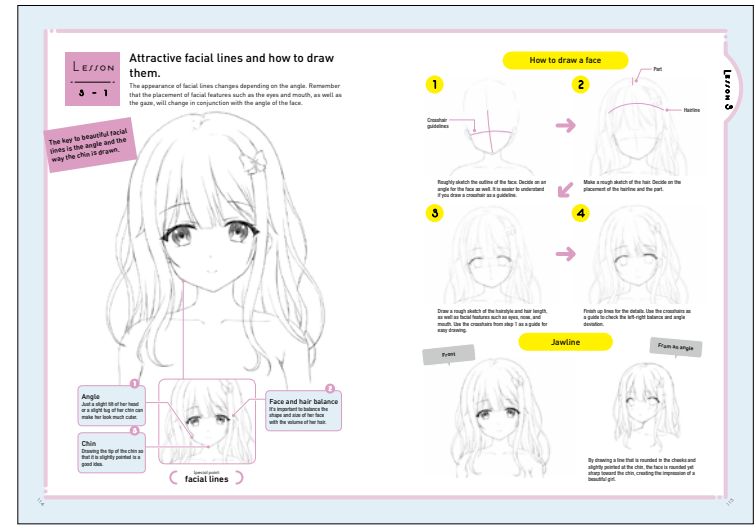 LESSON
3 - 1
Attractive facial lines and how to draw
them.
The appearance of facial lines changes depending on the angle. Remember
that the placement of facial features such as the eyes and mouth, as well as
the gaze, will change in conjunction with the angle of the face.
The key to beautiful facial
lines is the angle and the
way the chin is drawn.
1
Angle
Just a slight tilt of her head
or a slight tug of her chin can
make her look much cuter.
2
Face and hair balance
It's important to balance the
shape and size of her face
with the volume of her hair.
3
Chin
Drawing the tip of the chin so
that it is slightly pointed is a
good idea.
Special point:
facial lines
114
How to draw a face
LESSON 3
1
Crosshair
guidelines
Roughly sketch the outline of the face. Decide on an
angle for the face as well. It is easier to understand
if you draw a crosshair as a guideline.
2
Part
Hairline
Make a rough sketch of the hair. Decide on the
placement of the hairline and the part.
3
Draw a rough sketch of the hairstyle and hair length,
as well as facial features such as eyes, nose, and
mouth. Use the crosshairs from step 1 as a guide for
easy drawing.
4
Finish up lines for the details. Use the crosshairs as
a guide to check the left-right balance and angle
deviation.
Jawline
Front
From an angle
By drawing a line that is rounded in the cheeks and
slightly pointed at the chin, the face is rounded yet
sharp toward the chin, creating the impression of a
beautiful girl.
115